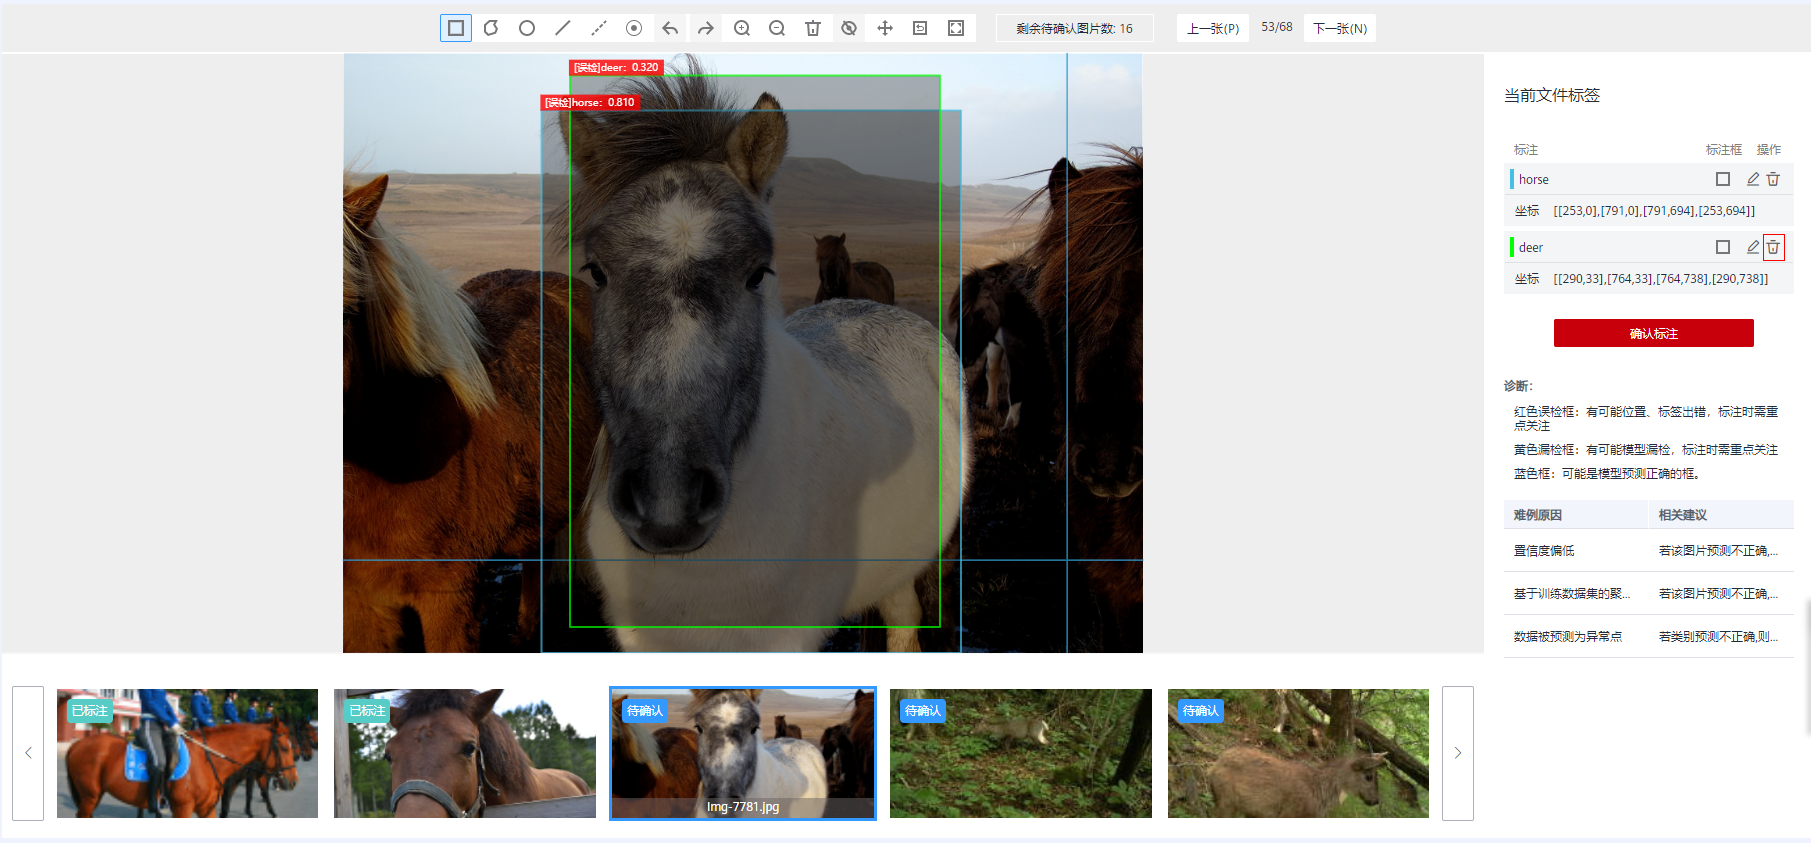 剩余待确认图片数: 16
上一张(P)
53/68
下一张(N)
[误检]deer: 0.320
[误检]horse: 0.810
当前文件标签
标注 标注框 操作
horse
坐标 [[253,0],[791,0],[791,694],[253,694]]
deer
坐标 [[290,33],[764,33],[764,738],[290,738]]
确认标注
诊断：
红色误检框：有可能位置、标签出错，标注时需重
点关注
黄色漏检框：有可能模型漏检，标注时需重点关注
蓝色框：可能是模型预测正确的框。
难例原因 相关建议
置信度偏低 若该图片预测不正确,...
基于训练数据集的聚... 若该图片预测不正确,...
数据被预测为异常点 若类别预测不正确,则...
已标注
已标注
待确认
Img-7781.jpg
待确认
待确认